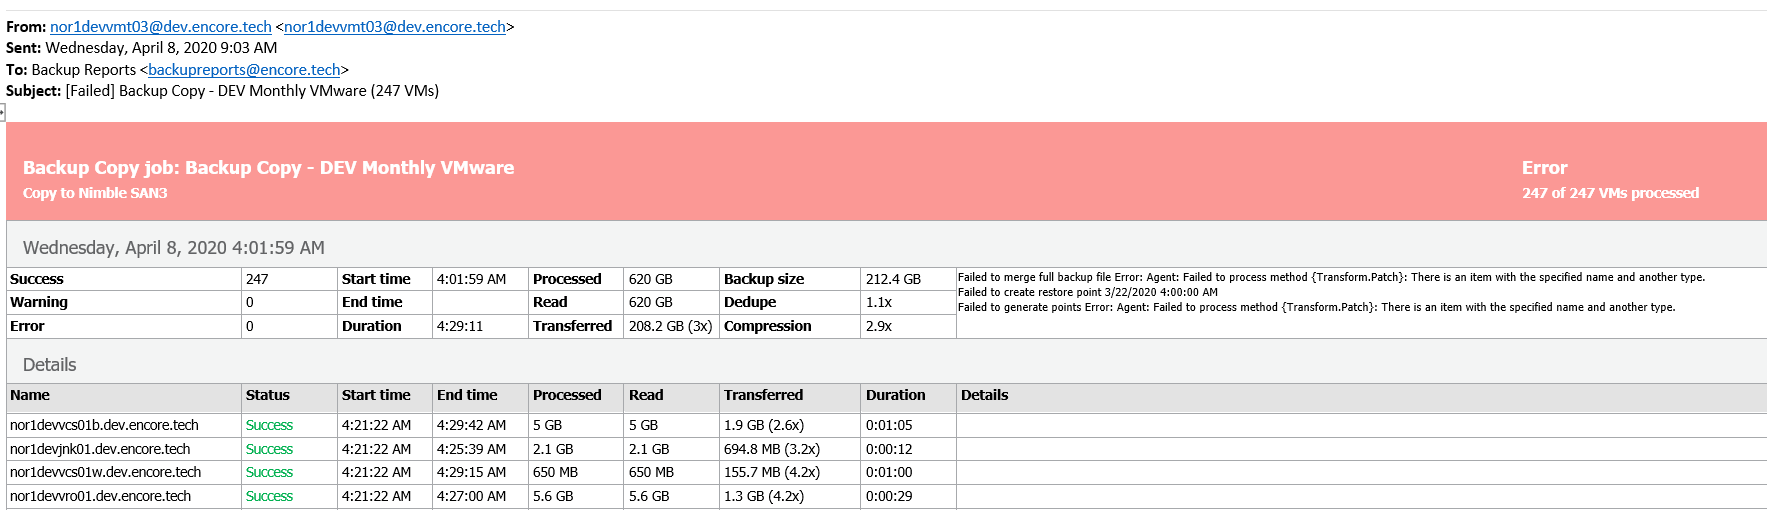 From: nor1devvmt03@dev.encore.tech <nor1devvmt03@dev.encore.tech>
Sent: Wednesday, April 8, 2020 9:03 AM
To: Backup Reports <backupreports@encore.tech>
Subject: [Failed] Backup Copy - DEV Monthly VMware (247 VMs)
Backup Copy job: Backup Copy - DEV Monthly VMware
Error
Copy to Nimble SAN3
247 of 247 VMs processed
Wednesday, April 8, 2020 4:01:59 AM
Success 247 Start time 4:01:59 AM Processed 620 GB Backup size 212.4 GB
Warning 0 End time Read 620 GB Dedupe 1.1x
Error 0 Duration 4:29:11 Transferred 208.2 GB (3x) Compression 2.9x
Failed to merge full backup file Error: Agent: Failed to process method {Transform.Patch}: There is an item with the specified name and another type.
Failed to create restore point 3/22/2020 4:00:00 AM
Failed to generate points Error: Agent: Failed to process method {Transform.Patch}: There is an item with the specified name and another type.
Details
Name Status Start time End time Processed Read Transferred Duration Details
nor1devvcs01b.dev.encore.tech Success 4:21:22 AM 4:29:42 AM 5 GB 5 GB 1.9 GB (2.6x) 0:01:05
nor1devjnk01.dev.encore.tech Success 4:21:22 AM 4:25:39 AM 2.1 GB 2.1 GB 694.8 MB (3.2x) 0:00:12
nor1devvcs01w.dev.encore.tech Success 4:21:22 AM 4:29:15 AM 650 MB 650 MB 155.7 MB (4.2x) 0:01:00
nor1devvro01.dev.encore.tech Success 4:21:22 AM 4:27:00 AM 5.6 GB 5.6 GB 1.3 GB (4.2x) 0:00:29